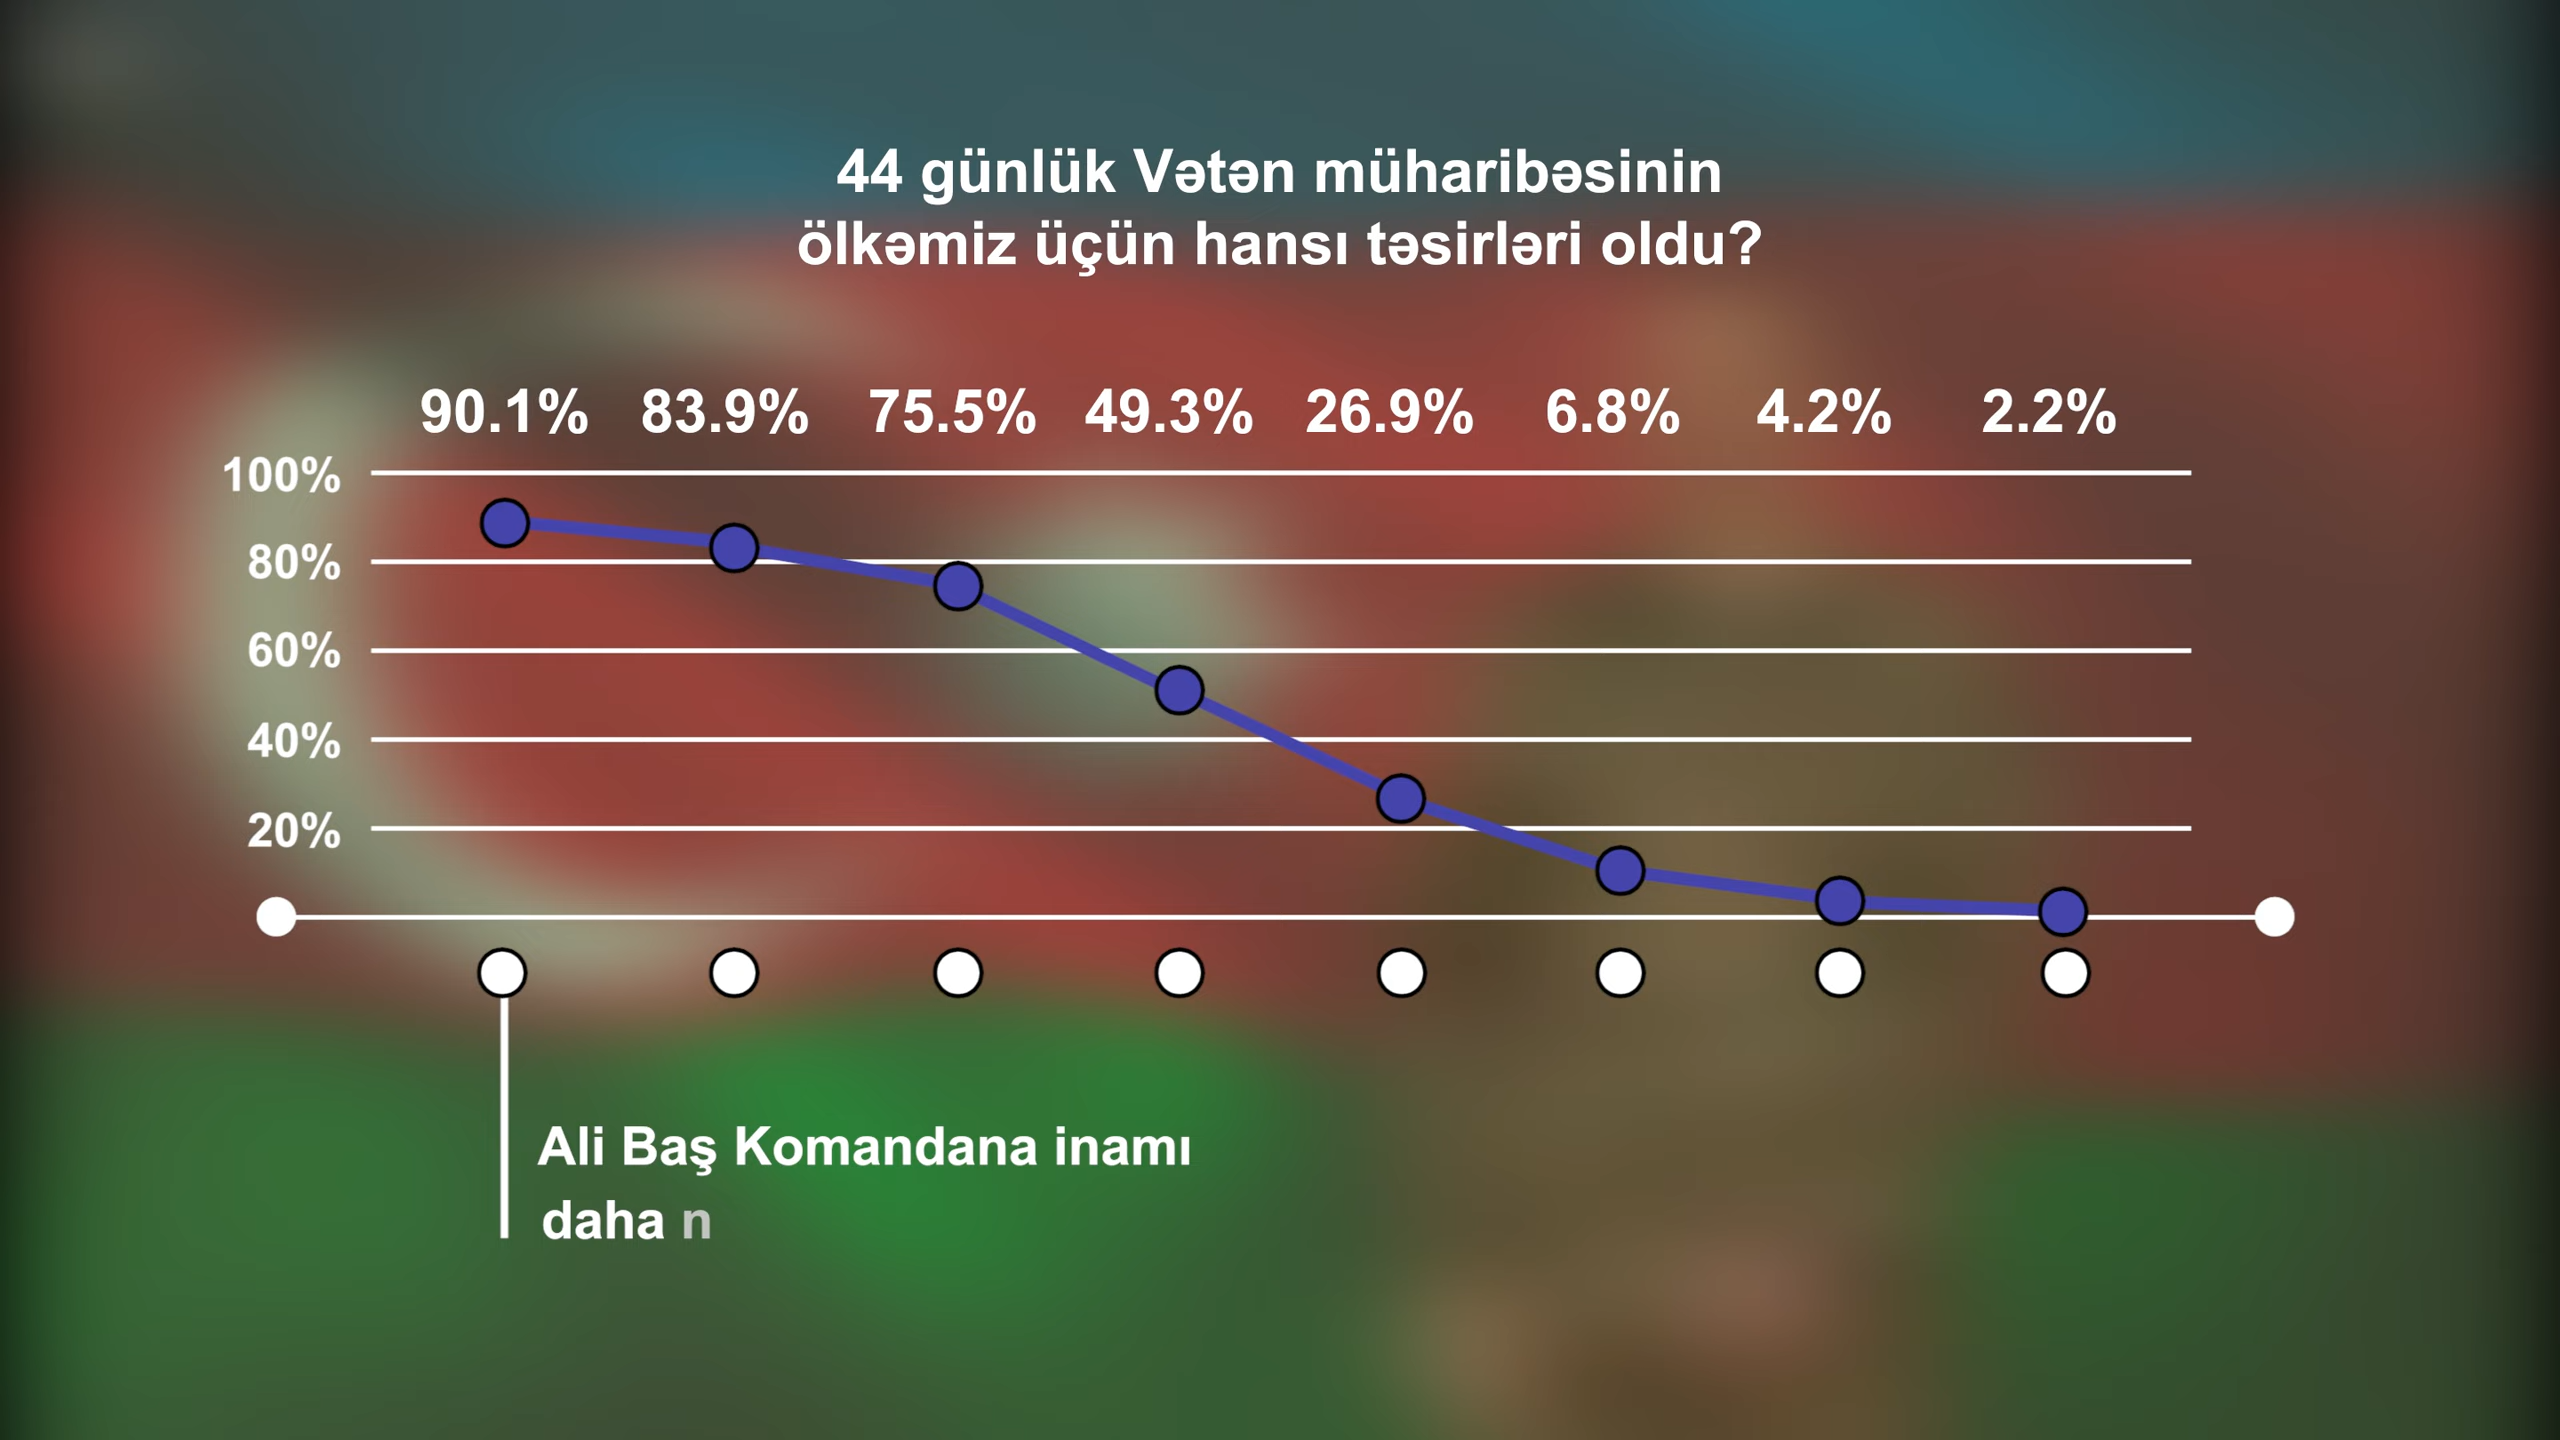 44 günlük Vətən müharibəsinin
ölkəmiz üçün hansı təsirləri oldu?
90.1% 83.9% 75.5% 49.3% 26.9% 6.8% 4.2% 2.2%
100%
80%
60%
40%
20%
Ali Baş Komandana inamı
daha n